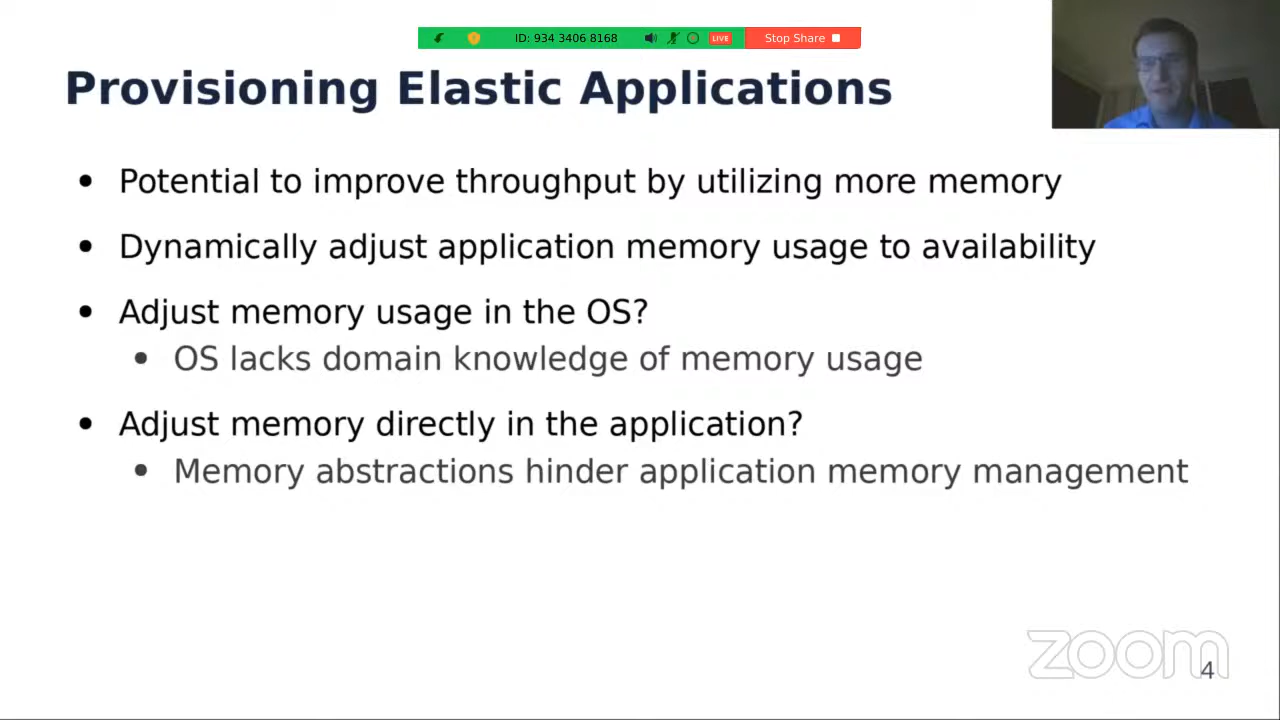 ID: 934 3406 8168
LIVE
Stop Share
Provisioning Elastic Applications
• Potential to improve throughput by utilizing more memory
• Dynamically adjust application memory usage to availability
• Adjust memory usage in the OS?
• OS lacks domain knowledge of memory usage
• Adjust memory directly in the application?
• Memory abstractions hinder application memory management
zoom
4